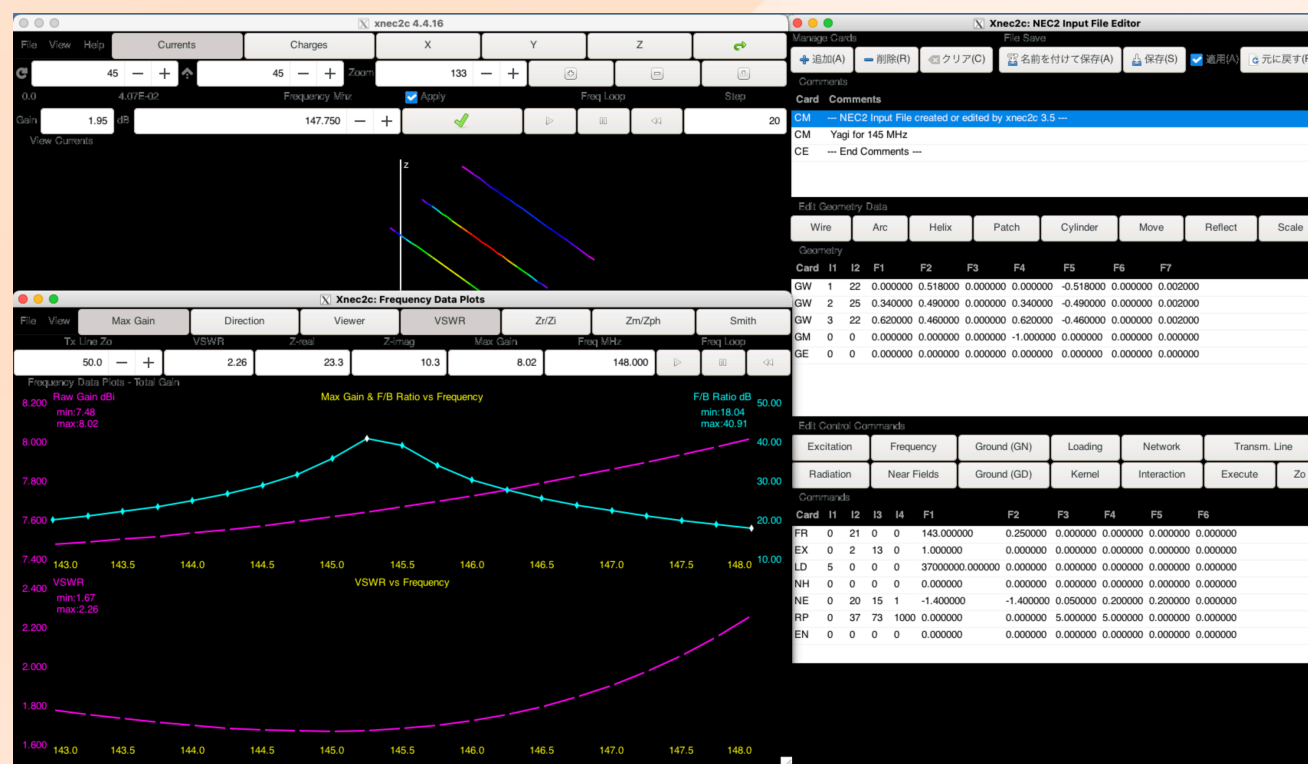 xnec2c 4.4.16
File View Help Currents Charges X Y Z
45 45 Zoom 133
0.0 4.07E-02 Frequency Mhz Apply Freq Loop Step
Gain 1.95 dB 147.750 20
View Currents
z
Xnec2c: Frequency Data Plots
File View Max Gain Direction Viewer VSWR Zr/Zi Zm/Zph Smith
Tx Line Zo VSWR Z-real Z-imag Max Gain Freq MHz Freq Loop
50.0 2.26 23.3 10.3 8.02 148.000
Frequency Data Plots - Total Gain
Raw Gain dBi Max Gain & F/B Ratio vs Frequency F/B Ratio dB
min:7.48 min:18.04
max:8.02 max:40.91
8.200 50.00
8.000 40.00
7.800 30.00
7.600 20.00
7.400 10.00
143.0 143.5 144.0 144.5 145.0 145.5 146.0 146.5 147.0 147.5 148.0
VSWR VSWR vs Frequency
min:1.67
max:2.26
2.400
2.200
2.000
1.800
1.600
143.0 143.5 144.0 144.5 145.0 145.5 146.0 146.5 147.0 147.5 148.0
Xnec2c: NEC2 Input File Editor
Manage Cards File Save
追加(A) 削除(R) クリア(C) 名前を付けて保存(A) 保存(S) 適用(A) 元に戻す(R
Comments
Card Comments
CM --- NEC2 Input File created or edited by xnec2c 3.5 ---
CM Yagi for 145 MHz
CE --- End Comments ---
Edit Geometry Data
Wire Arc Helix Patch Cylinder Move Reflect Scale
Geometry
Card I1 I2 F1 F2 F3 F4 F5 F6 F7
GW 1 22 0.000000 0.518000 0.000000 0.000000 -0.518000 0.000000 0.002000
GW 2 25 0.340000 0.490000 0.000000 0.340000 -0.490000 0.000000 0.002000
GW 3 22 0.620000 0.460000 0.000000 0.620000 -0.460000 0.000000 0.002000
GM 0 0 0.000000 0.000000 0.000000 -1.000000 0.000000 0.000000 0.000000
GE 0 0 0.000000 0.000000 0.000000 0.000000 0.000000 0.000000 0.000000
Edit Control Commands
Excitation Frequency Ground (GN) Loading Network Transm. Line
Radiation Near Fields Ground (GD) Kernel Interaction Execute Zo
Commands
Card I1 I2 I3 I4 F1 F2 F3 F4 F5 F6
FR 0 21 0 0 143.000000 0.250000 0.000000 0.000000 0.000000 0.000000
EX 0 2 13 0 1.000000 0.000000 0.000000 0.000000 0.000000 0.000000
LD 5 0 0 0 37000000.000000 0.000000 0.000000 0.000000 0.000000 0.000000
NH 0 0 0 0 0.000000 0.000000 0.000000 0.000000 0.000000 0.000000
NE 0 20 15 1 -1.400000 -1.400000 0.050000 0.200000 0.200000 0.000000
RP 0 37 73 1000 0.000000 0.000000 5.000000 5.000000 0.000000 0.000000
EN 0 0 0 0 0.000000 0.000000 0.000000 0.000000 0.000000 0.000000